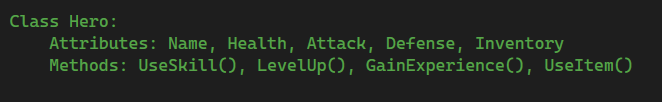 Class Hero:
Attributes: Name, Health, Attack, Defense, Inventory
Methods: UseSkill(), LevelUp(), GainExperience(), UseItem()